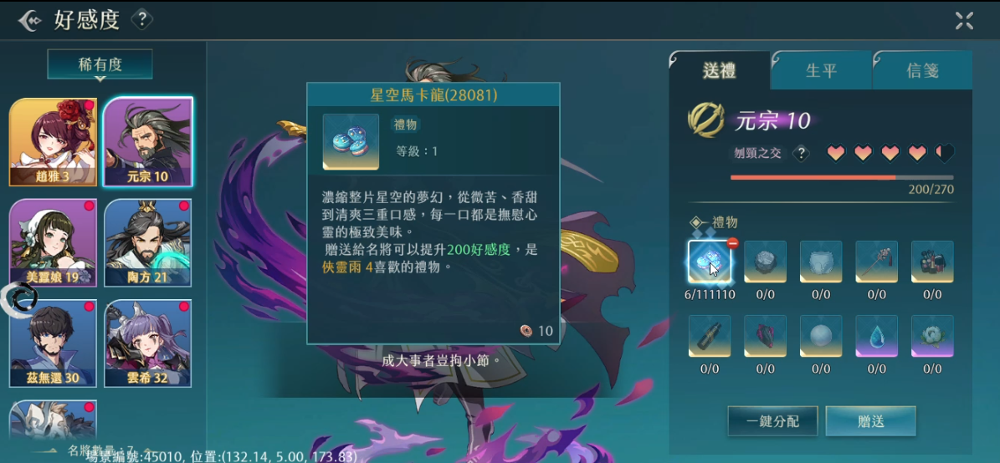 好感度 ?
稀有度
趙雅 3
元宗 10
美蠶娘 19
陶方 21
茲無還 30
雲希 32
名將數量：7
場景編號:45010, 位置:(132.14, 5.00, 173.83)
星空馬卡龍(28081)
禮物
等級：1
濃縮整片星空的夢幻，從微苦、香甜
到清爽三重口感，每一口都是撫慰心
靈的極致美味。
贈送給名將可以提升200好感度，是
俠靈雨 4喜歡的禮物。
10
成大事者豈拘小節。
送禮
生平
信箋
元宗 10
刎頸之交 ?
200/270
禮物
6/111110
0/0
0/0
0/0
0/0
0/0
0/0
0/0
0/0
0/0
一鍵分配
贈送